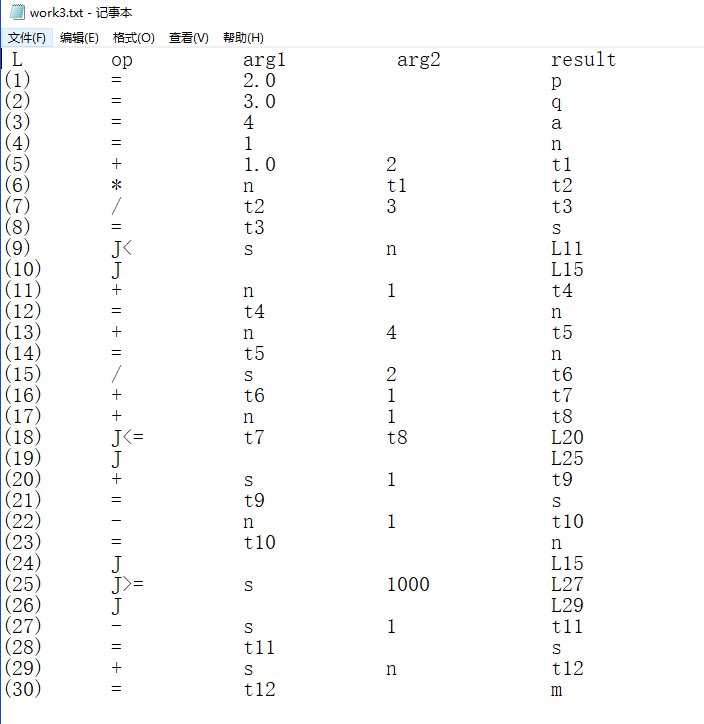 work3.txt - 记事本
文件(F) 编辑(E) 格式(O) 查看(V) 帮助(H)
L op arg1 arg2 result
(1) = 2.0 p
(2) = 3.0 q
(3) = 4 a
(4) = 1 n
(5) + 1.0 2 t1
(6) * n t1 t2
(7) / t2 3 t3
(8) = t3 s
(9) J< s n L11
(10) J L15
(11) + n 1 t4
(12) = t4 n
(13) + n 4 t5
(14) = t5 n
(15) / s 2 t6
(16) + t6 1 t7
(17) + n 1 t8
(18) J<= t7 t8 L20
(19) J L25
(20) + s 1 t9
(21) = t9 s
(22) - n 1 t10
(23) = t10 n
(24) J L15
(25) J>= s 1000 L27
(26) J L29
(27) - s 1 t11
(28) = t11 s
(29) + s n t12
(30) = t12 m